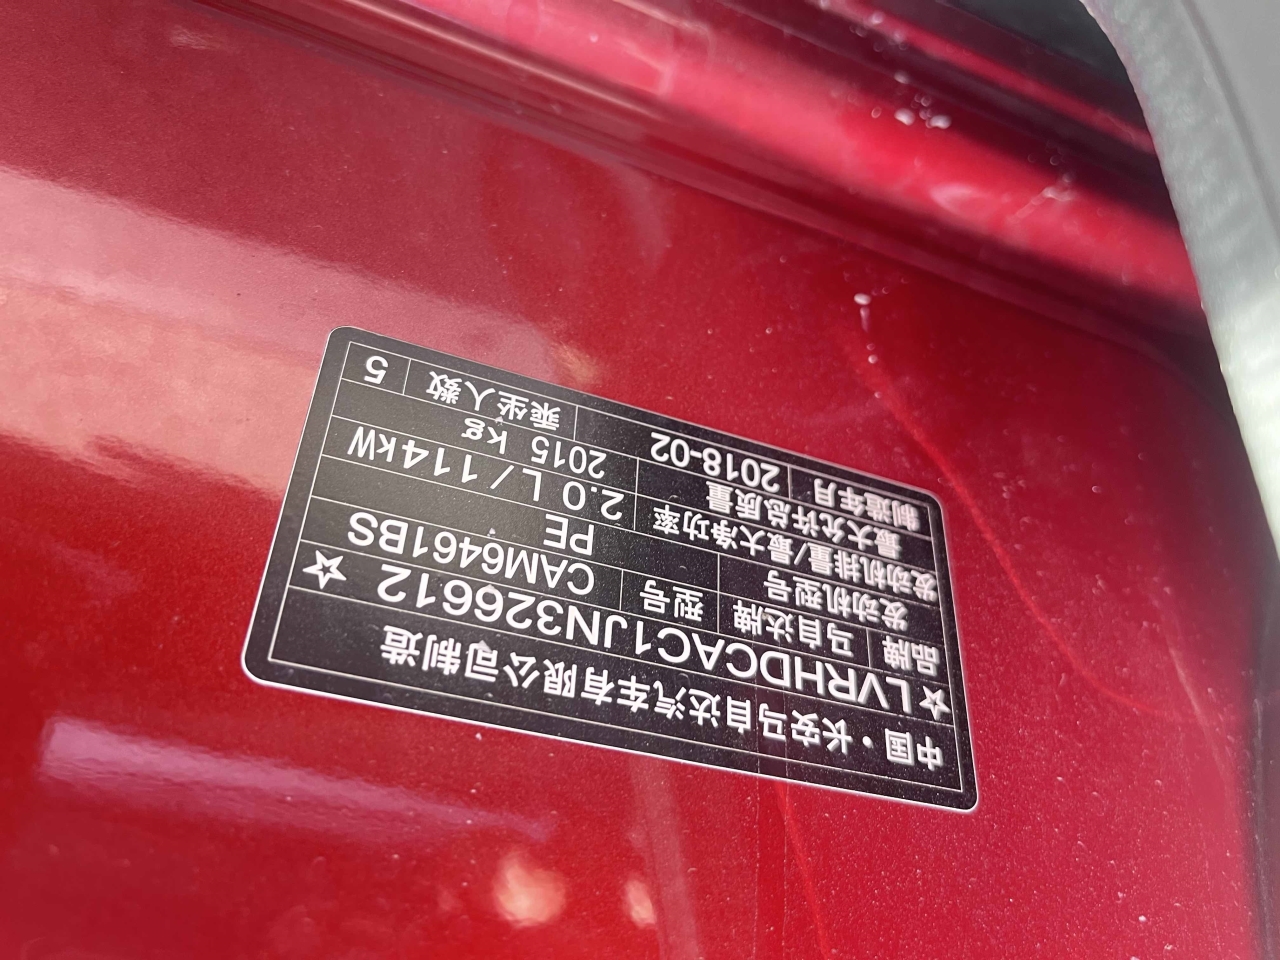 中国·长安马自达汽车有限公司制造
☆LVRHDCAC1JN326612☆
品牌 马自达牌 型号 CAM6461BS
发动机型号 PE
发动机排量/最大净功率 2.0 L/114kW
最大允许总质量 2015 kg
制造年月 2018-02 乘坐人数 5